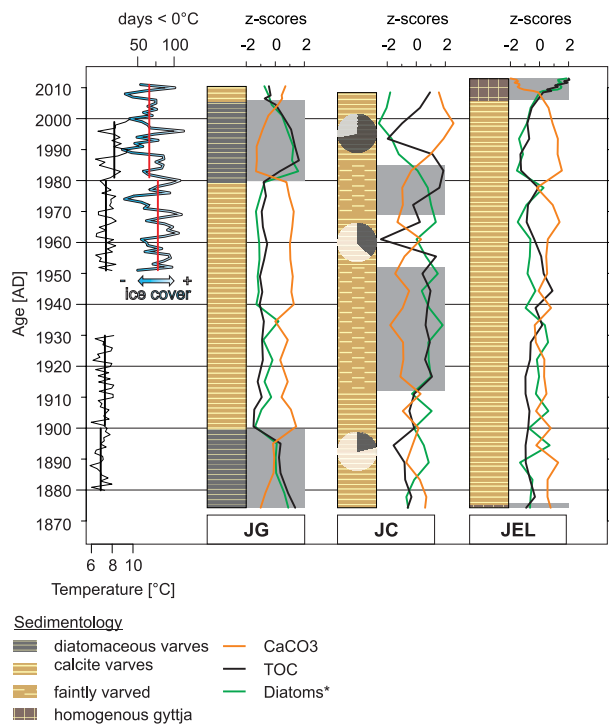 days < 0°C
z-scores
z-scores
z-scores
50 100
-2 0 2
-2 0 2
-2 0 2
Age [AD]
2010
2000
1990
1980
1970
1960
1950
1940
1930
1920
1910
1900
1890
1880
1870
- +
ice cover
JG
JC
JEL
6 8 10
Temperature [°C]
Sedimentology
diatomaceous varves
calcite varves
faintly varved
homogenous gyttja
CaCO3
TOC
Diatoms*